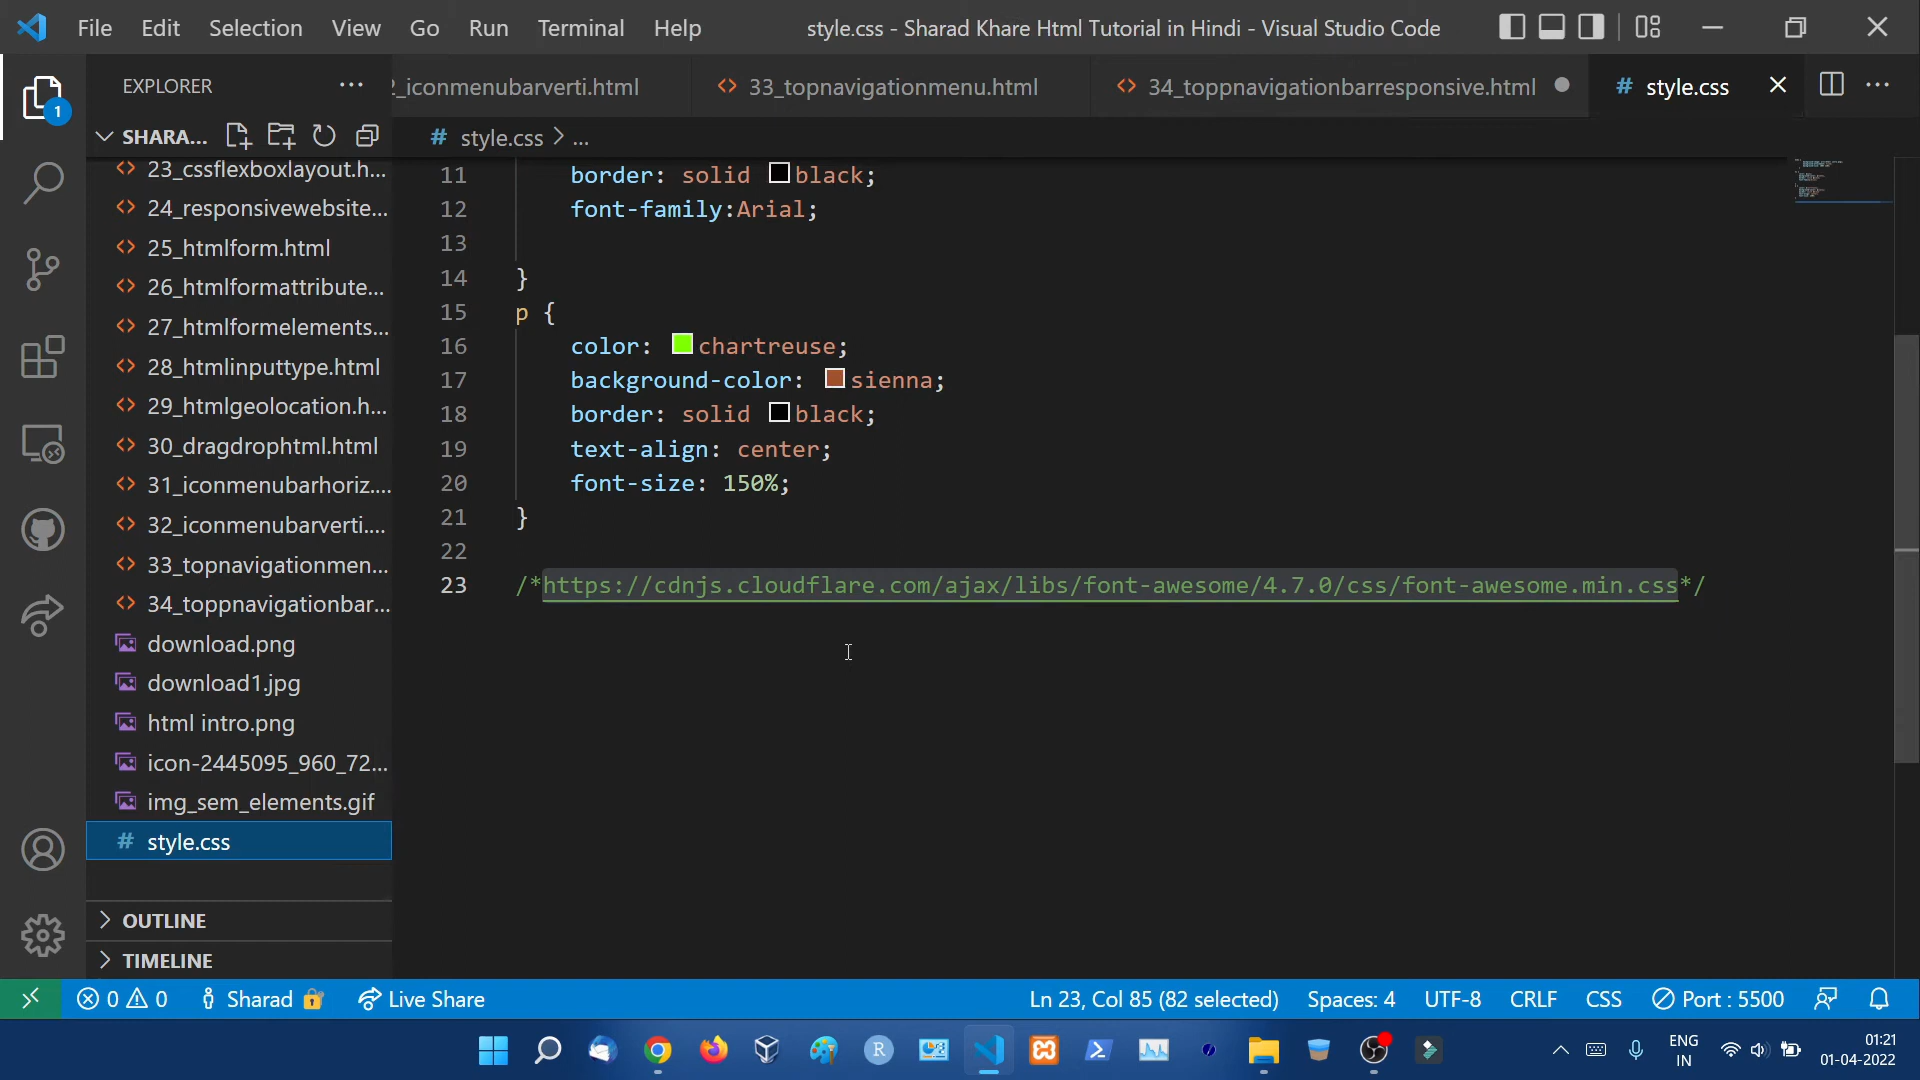 File Edit Selection View Go Run Terminal Help style.css - Sharad Khare Html Tutorial in Hindi - Visual Studio Code
EXPLORER
2_iconmenubarverti.html 33_topnavigationmenu.html 34_toppnavigationbarresponsive.html # style.css
1
SHARA...
# style.css > ...
23_cssflexboxlayout.h...
24_responsivewebsite...
25_htmlform.html
26_htmlformattribute...
27_htmlformelements...
28_htmlinputtype.html
29_htmlgeolocation.h...
30_dragdrophtml.html
31_iconmenubarhoriz....
32_iconmenubarverti....
33_topnavigationmen...
34_toppnavigationbar...
download.png
download1.jpg
html intro.png
icon-2445095_960_72...
img_sem_elements.gif
# style.css
OUTLINE
TIMELINE
11 border: solid black;
12 font-family:Arial;
13
14 }
15 p {
16 color: chartreuse;
17 background-color: sienna;
18 border: solid black;
19 text-align: center;
20 font-size: 150%;
21 }
22
23 /*https://cdnjs.cloudflare.com/ajax/libs/font-awesome/4.7.0/css/font-awesome.min.css*/
0 0 Sharad Live Share Ln 23, Col 85 (82 selected) Spaces: 4 UTF-8 CRLF CSS Port : 5500
R
ENG
IN
01:21
01-04-2022